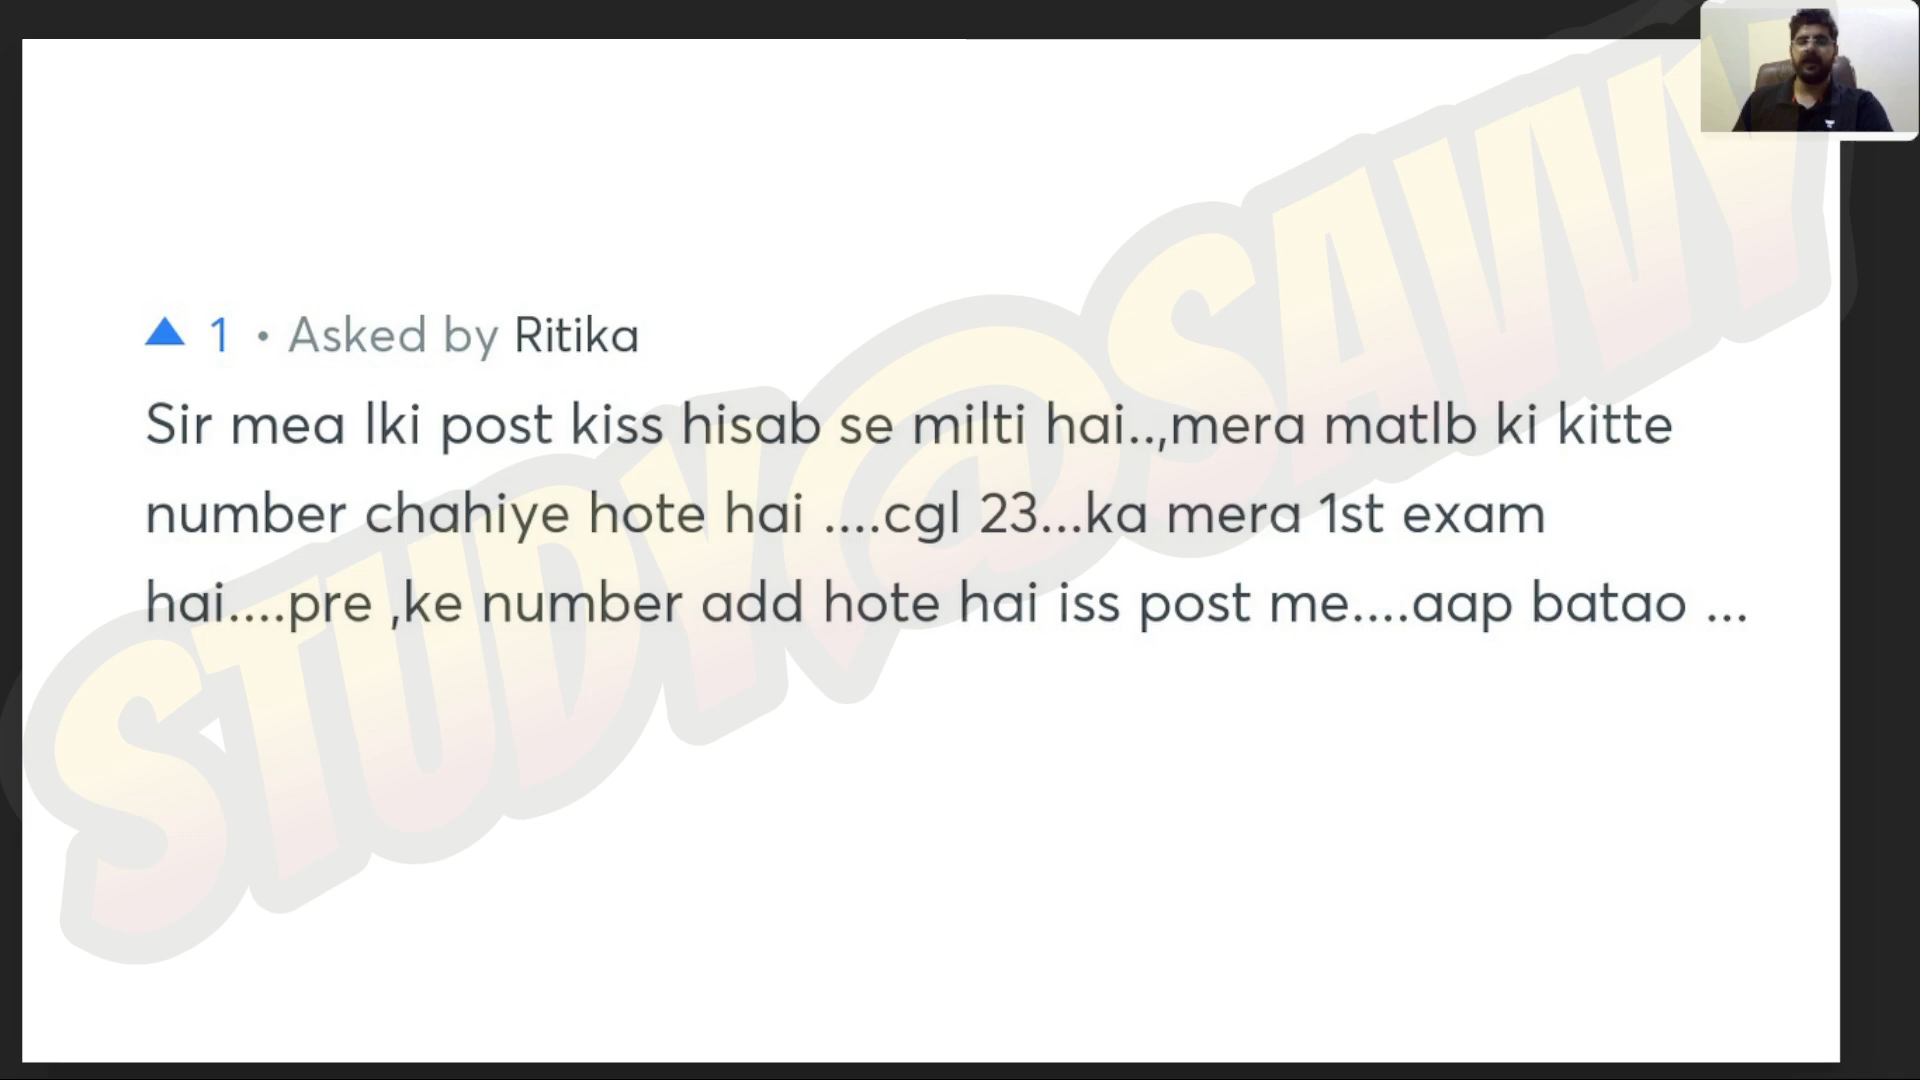 ▲ 1 • Asked by Ritika
Sir mea lki post kiss hisab se milti hai..,mera matlb ki kitte
number chahiye hote hai ....cgl 23...ka mera 1st exam
hai....pre ,ke number add hote hai iss post me....aap batao ...
STUDY@SAVVY